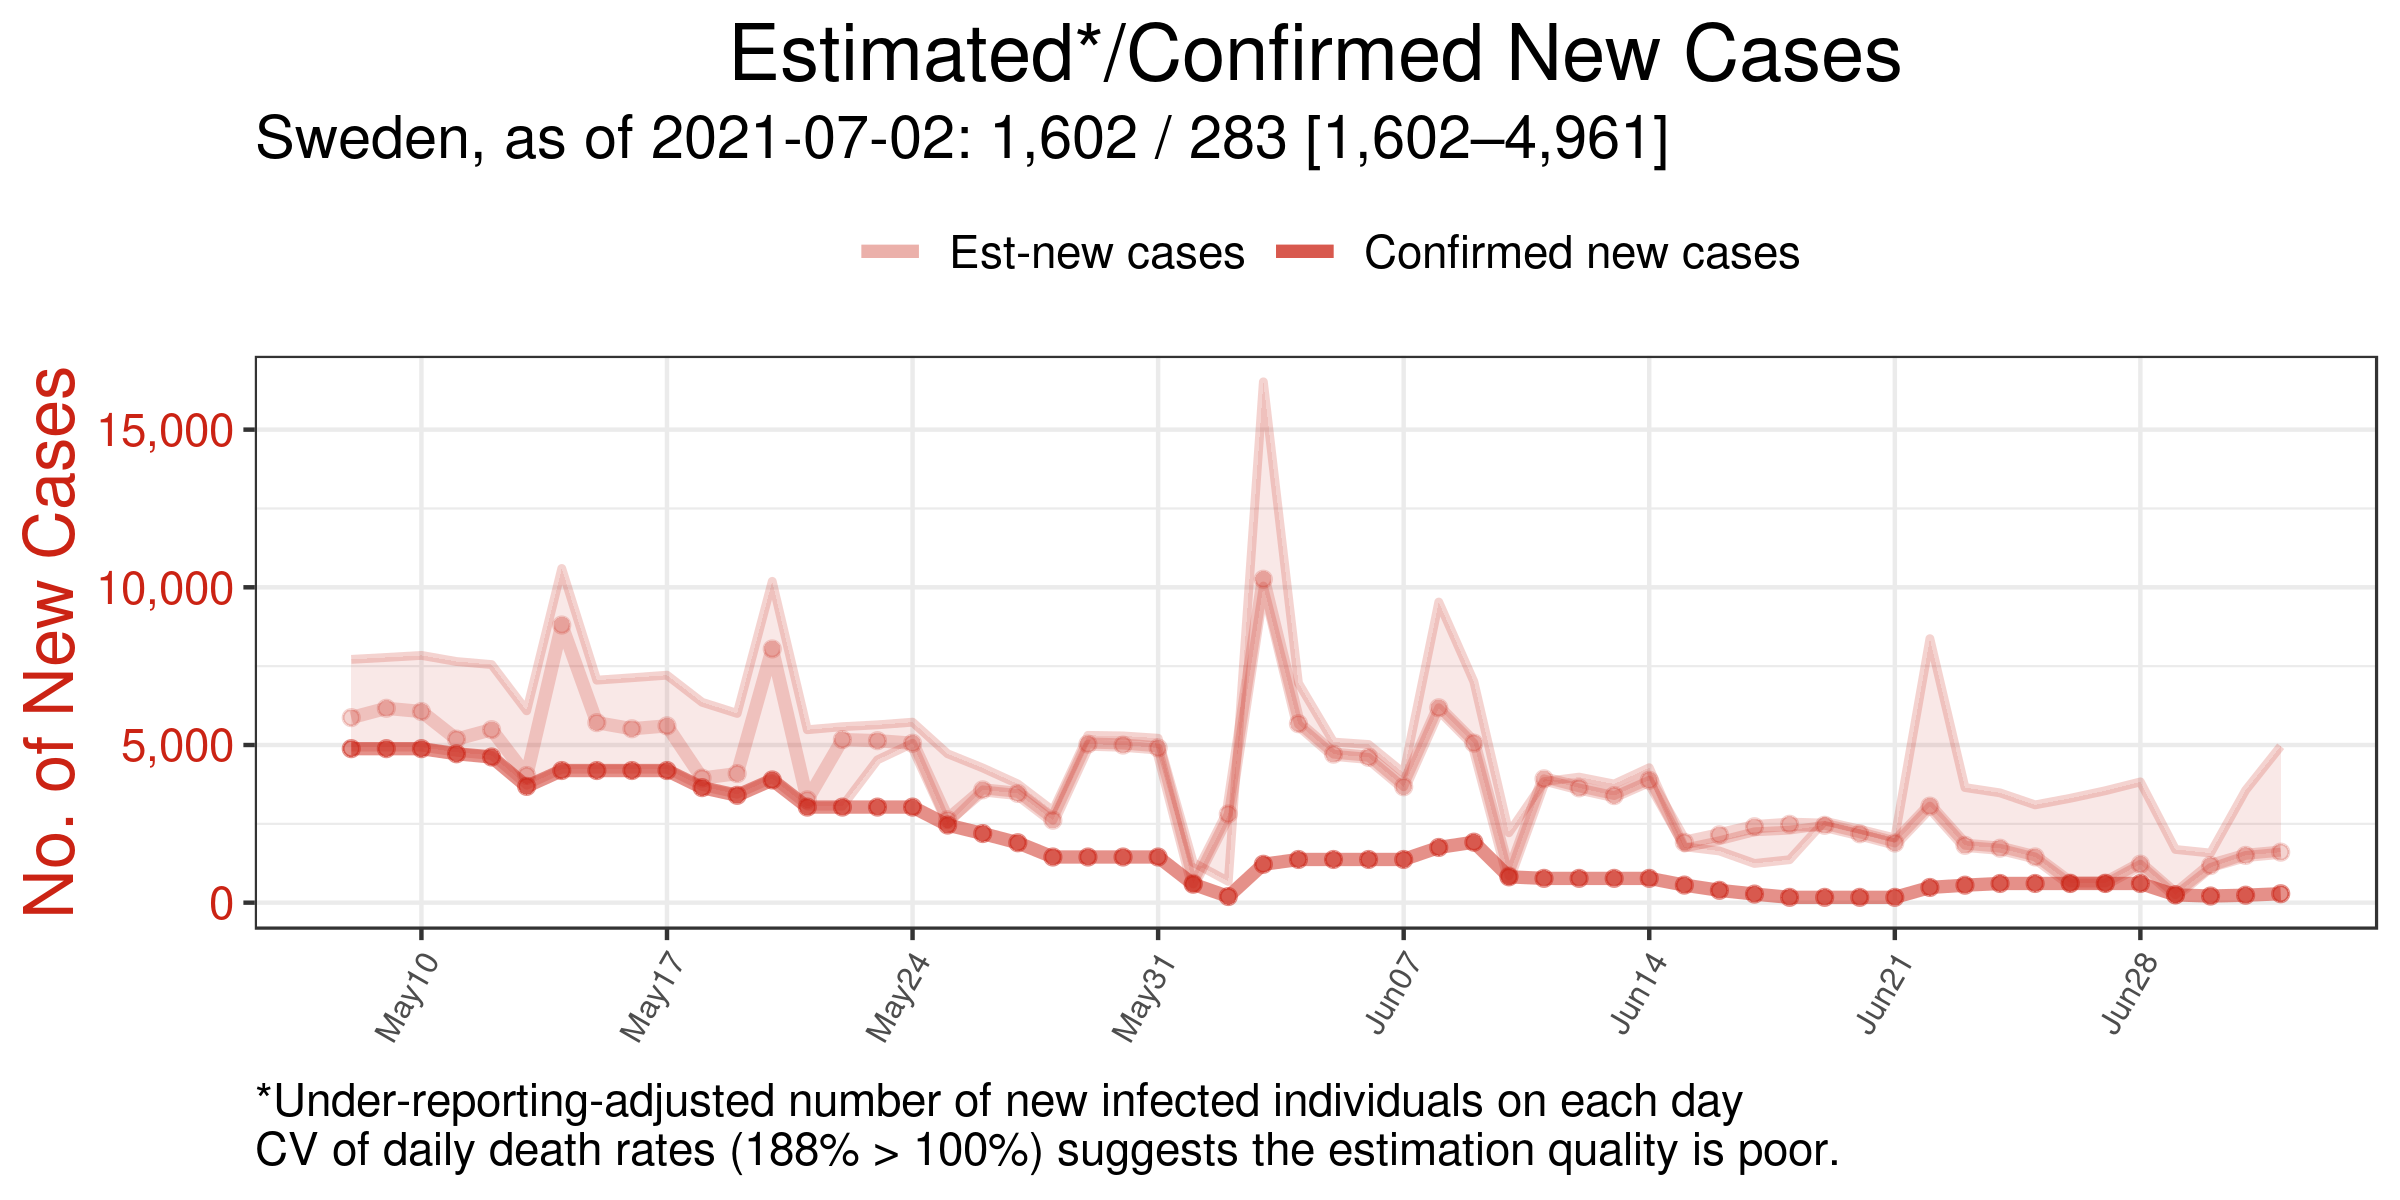 Estimated*/Confirmed New Cases
Sweden, as of 2021-07-02: 1,602 / 283 [1,602–4,961]
Est-new cases Confirmed new cases
No. of New Cases
15,000
10,000
5,000
0
May10 May17 May24 May31 Jun07 Jun14 Jun21 Jun28
*Under-reporting-adjusted number of new infected individuals on each day
CV of daily death rates (188% > 100%) suggests the estimation quality is poor.